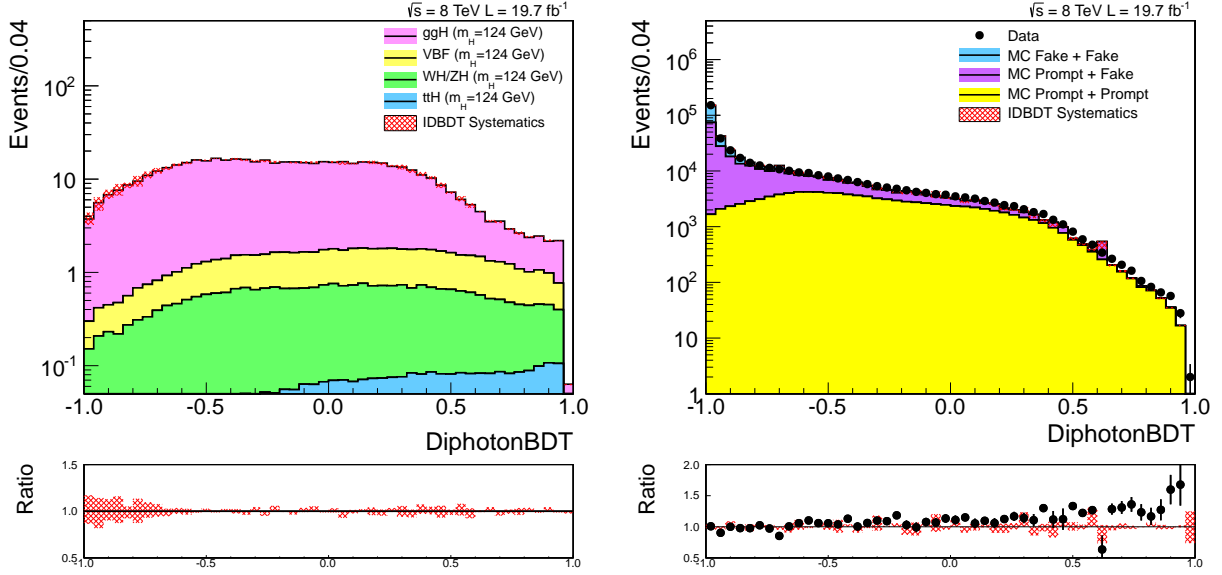 √s = 8 TeV L = 19.7 fb⁻¹
ggH (m_H=124 GeV)
VBF (m_H=124 GeV)
WH/ZH (m_H=124 GeV)
ttH (m_H=124 GeV)
IDBDT Systematics
Events/0.04
10²
10
1
10⁻¹
-1.0 -0.5 0.0 0.5 1.0
DiphotonBDT
Ratio
1.5
1.0
0.5
-1.0 -0.5 0.0 0.5 1.0
√s = 8 TeV L = 19.7 fb⁻¹
Data
MC Fake + Fake
MC Prompt + Fake
MC Prompt + Prompt
IDBDT Systematics
Events/0.04
10⁶
10⁵
10⁴
10³
10²
10
1
-1.0 -0.5 0.0 0.5 1.0
DiphotonBDT
Ratio
2.0
1.5
1.0
0.5
-1.0 -0.5 0.0 0.5 1.0